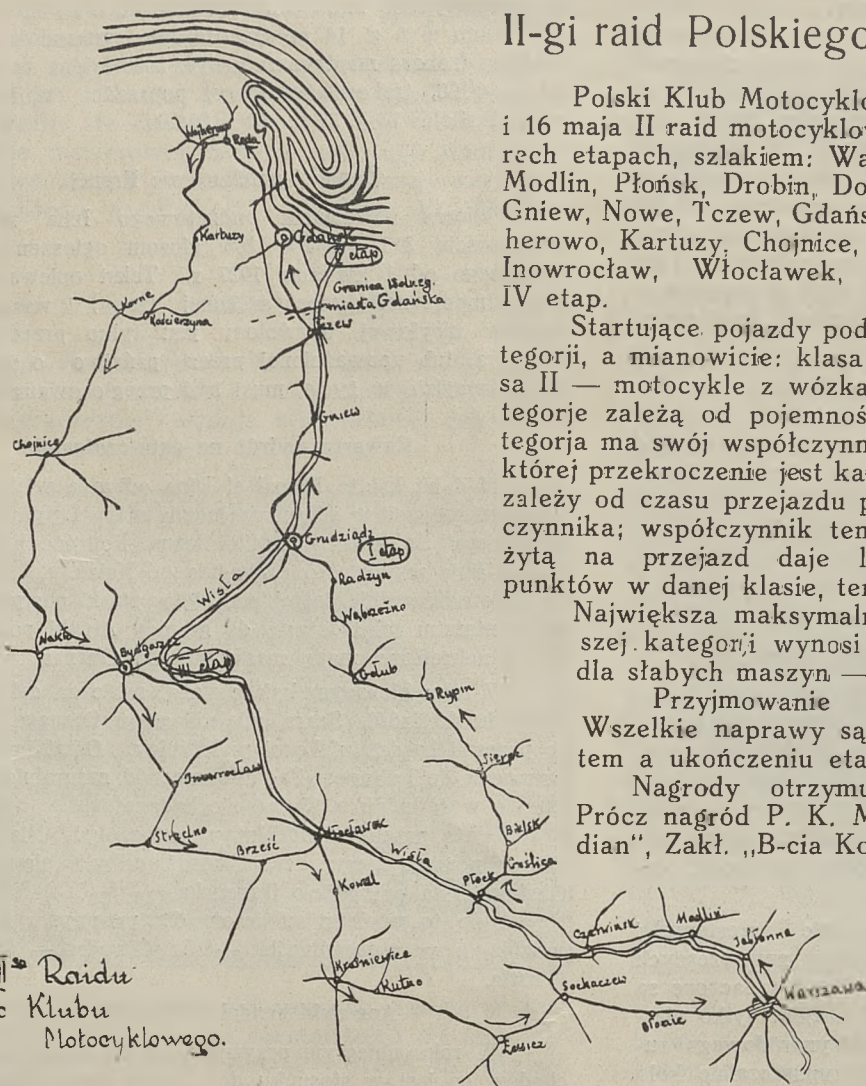 II-gi raid Polskiego
Polski Klub Motocyklo
i 16 maja II raid motocyklow
rech etapach, szlakiem: Wa
Modlin, Płońsk, Drobin, Do
Gniew, Nowe, Tczew, Gdańs
herowo, Kartuzy, Chojnice,
Inowrocław, Włocławek,
IV etap.
Startujące pojazdy pod
tegorji, a mianowicie: klasa
sa II — motocykle z wózka
tegorje zależą od pojemnoś
tegorja ma swój współczynn
której przekroczenie jest ka
zależy od czasu przejazdu p
czynnika; współczynnik ten
żytą na przejazd daje l
punktów w danej klasie, ter
Największa maksymaln
szej kategorji wynosi
dla słabych maszyn —
Przyjmowanie
Wszelkie naprawy są
tem a ukończeniu eta
Nagrody otrzymu
Prócz nagród P. K. M
dian“, Zakł. „B-cia Ko
Reda
Kartuzy
Gdańsk
II etap
Granica Wolneg.
miasta Gdańska
Korne
Kościerzyna
Tczew
Gniew
Chojnice
Grudziądz
I etap
Radzyn
Wisła
Wąbrzeźno
Nakło
Bydgoszcz
III etap
Golub
Rypin
Sierpc
Inowrocław
Strzelno
Brześć
Włocławek
Wisła
Bielsk
Kowal
Płock
Goślice
Czerwińsk
Modlin
Jabłonna
Krośniewice
Kutno
Sochaczew
Warszawa
Błonie
Łowicz
Raidu
Klubu
Motocyklowego.